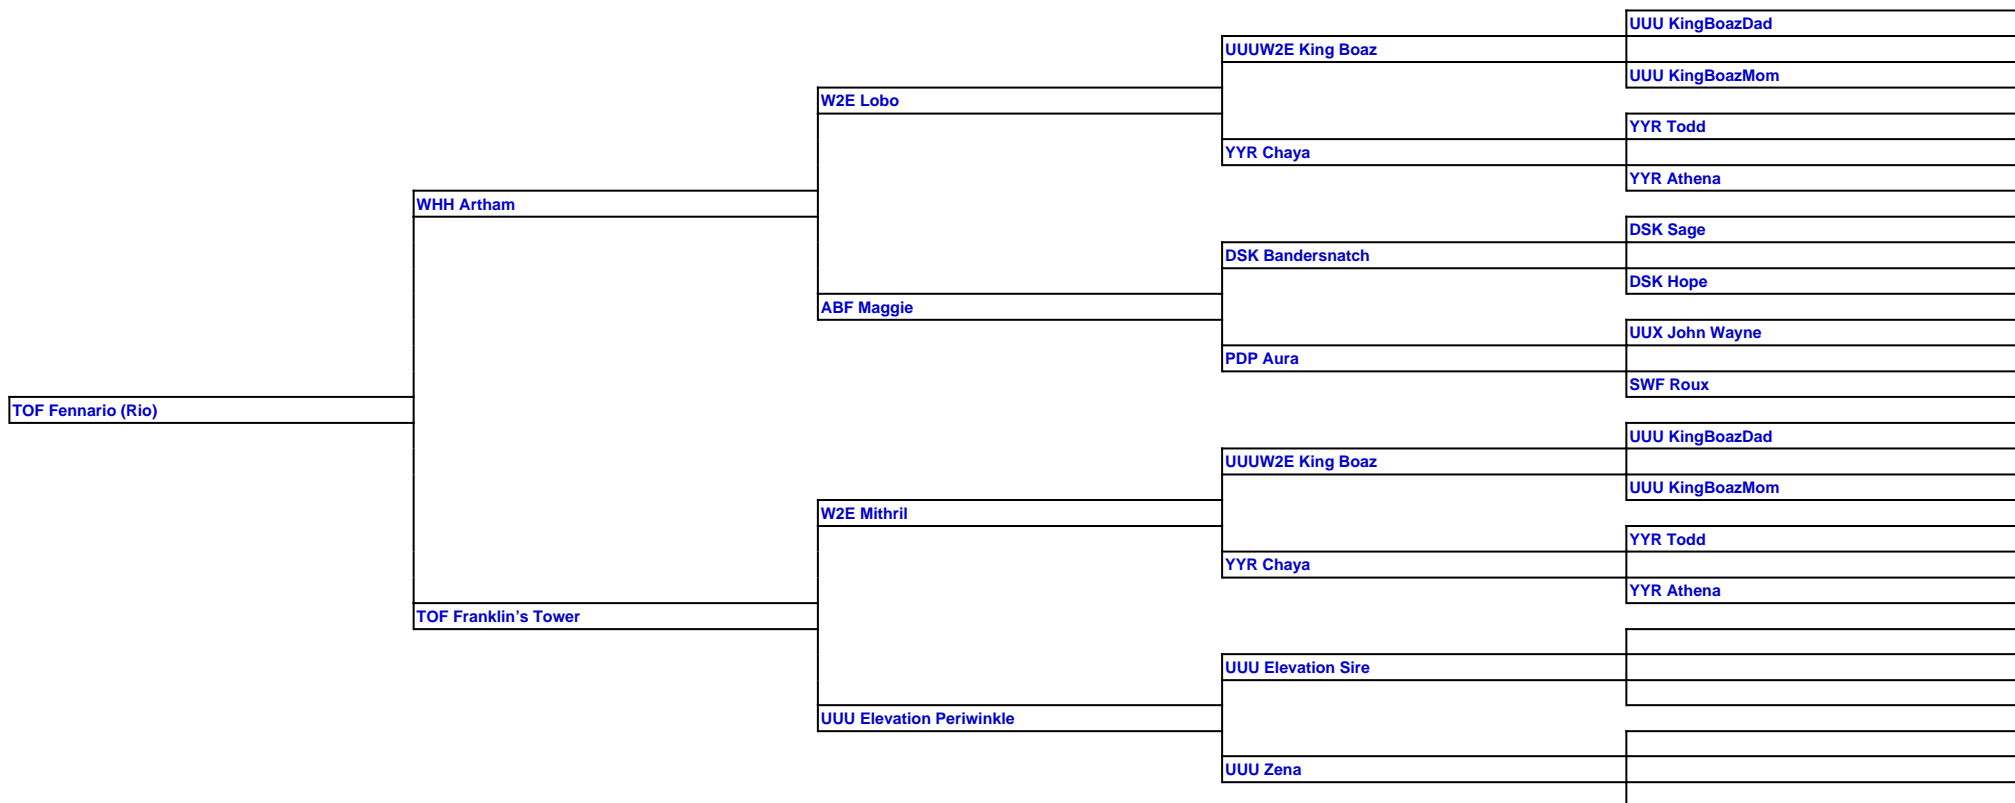 UUU KingBoazDad
UUUW2E King Boaz
UUU KingBoazMom
W2E Lobo
YYR Todd
YYR Chaya
YYR Athena
WHH Artham
DSK Sage
DSK Bandersnatch
DSK Hope
ABF Maggie
UUX John Wayne
PDP Aura
SWF Roux
TOF Fennario (Rio)
UUU KingBoazDad
UUUW2E King Boaz
UUU KingBoazMom
W2E Mithril
YYR Todd
YYR Chaya
YYR Athena
TOF Franklin’s Tower
UUU Elevation Sire
UUU Elevation Periwinkle
UUU Zena